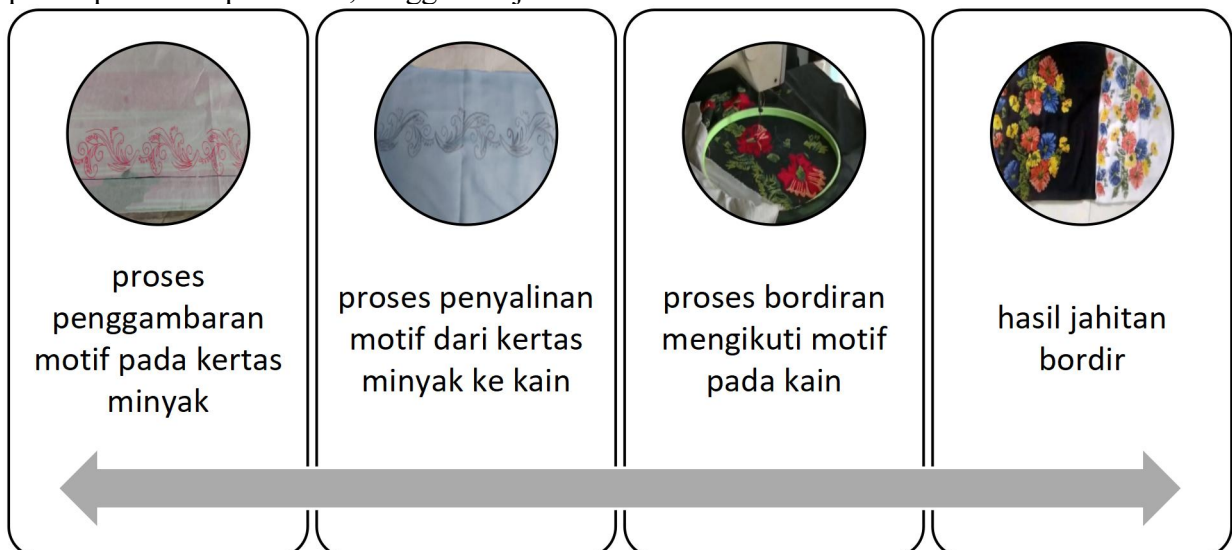 proses
penggambaran
motif pada kertas
minyak
proses penyalinan
motif dari kertas
minyak ke kain
proses bordiran
mengikuti motif
pada kain
hasil jahitan
bordir